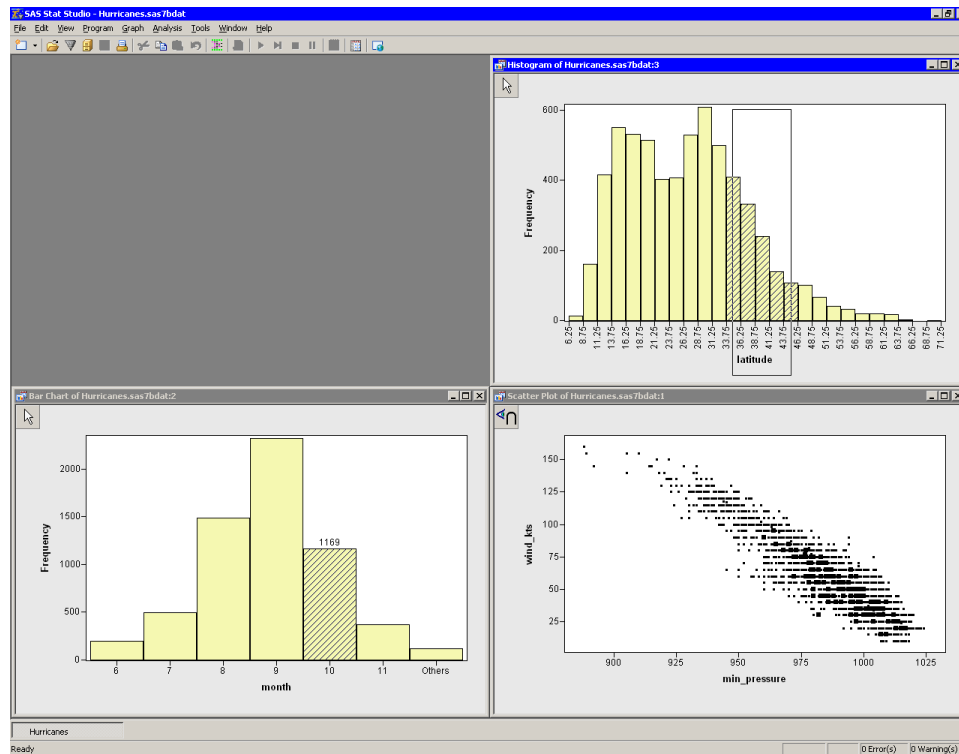 SAS Stat Studio - Hurricanes.sas7bdat
File Edit View Program Graph Analysis Tools Window Help
Histogram of Hurricanes.sas7bdat:3
Frequency
600
400
200
0
6.25 8.75 11.25 13.75 16.25 18.75 21.25 23.75 26.25 28.75 31.25 33.75 36.25 38.75 41.25 43.75 46.25 48.75 51.25 53.75 56.25 58.75 61.25 63.75 66.25 68.75 71.25
latitude
Bar Chart of Hurricanes.sas7bdat:2
Frequency
2000
1500
1000
500
0
1169
6 7 8 9 10 11 Others
month
Scatter Plot of Hurricanes.sas7bdat:1
wind_kts
150
125
100
75
50
25
900 925 950 975 1000 1025
min_pressure
Hurricanes
Ready 0 Error(s) 0 Warning(s)